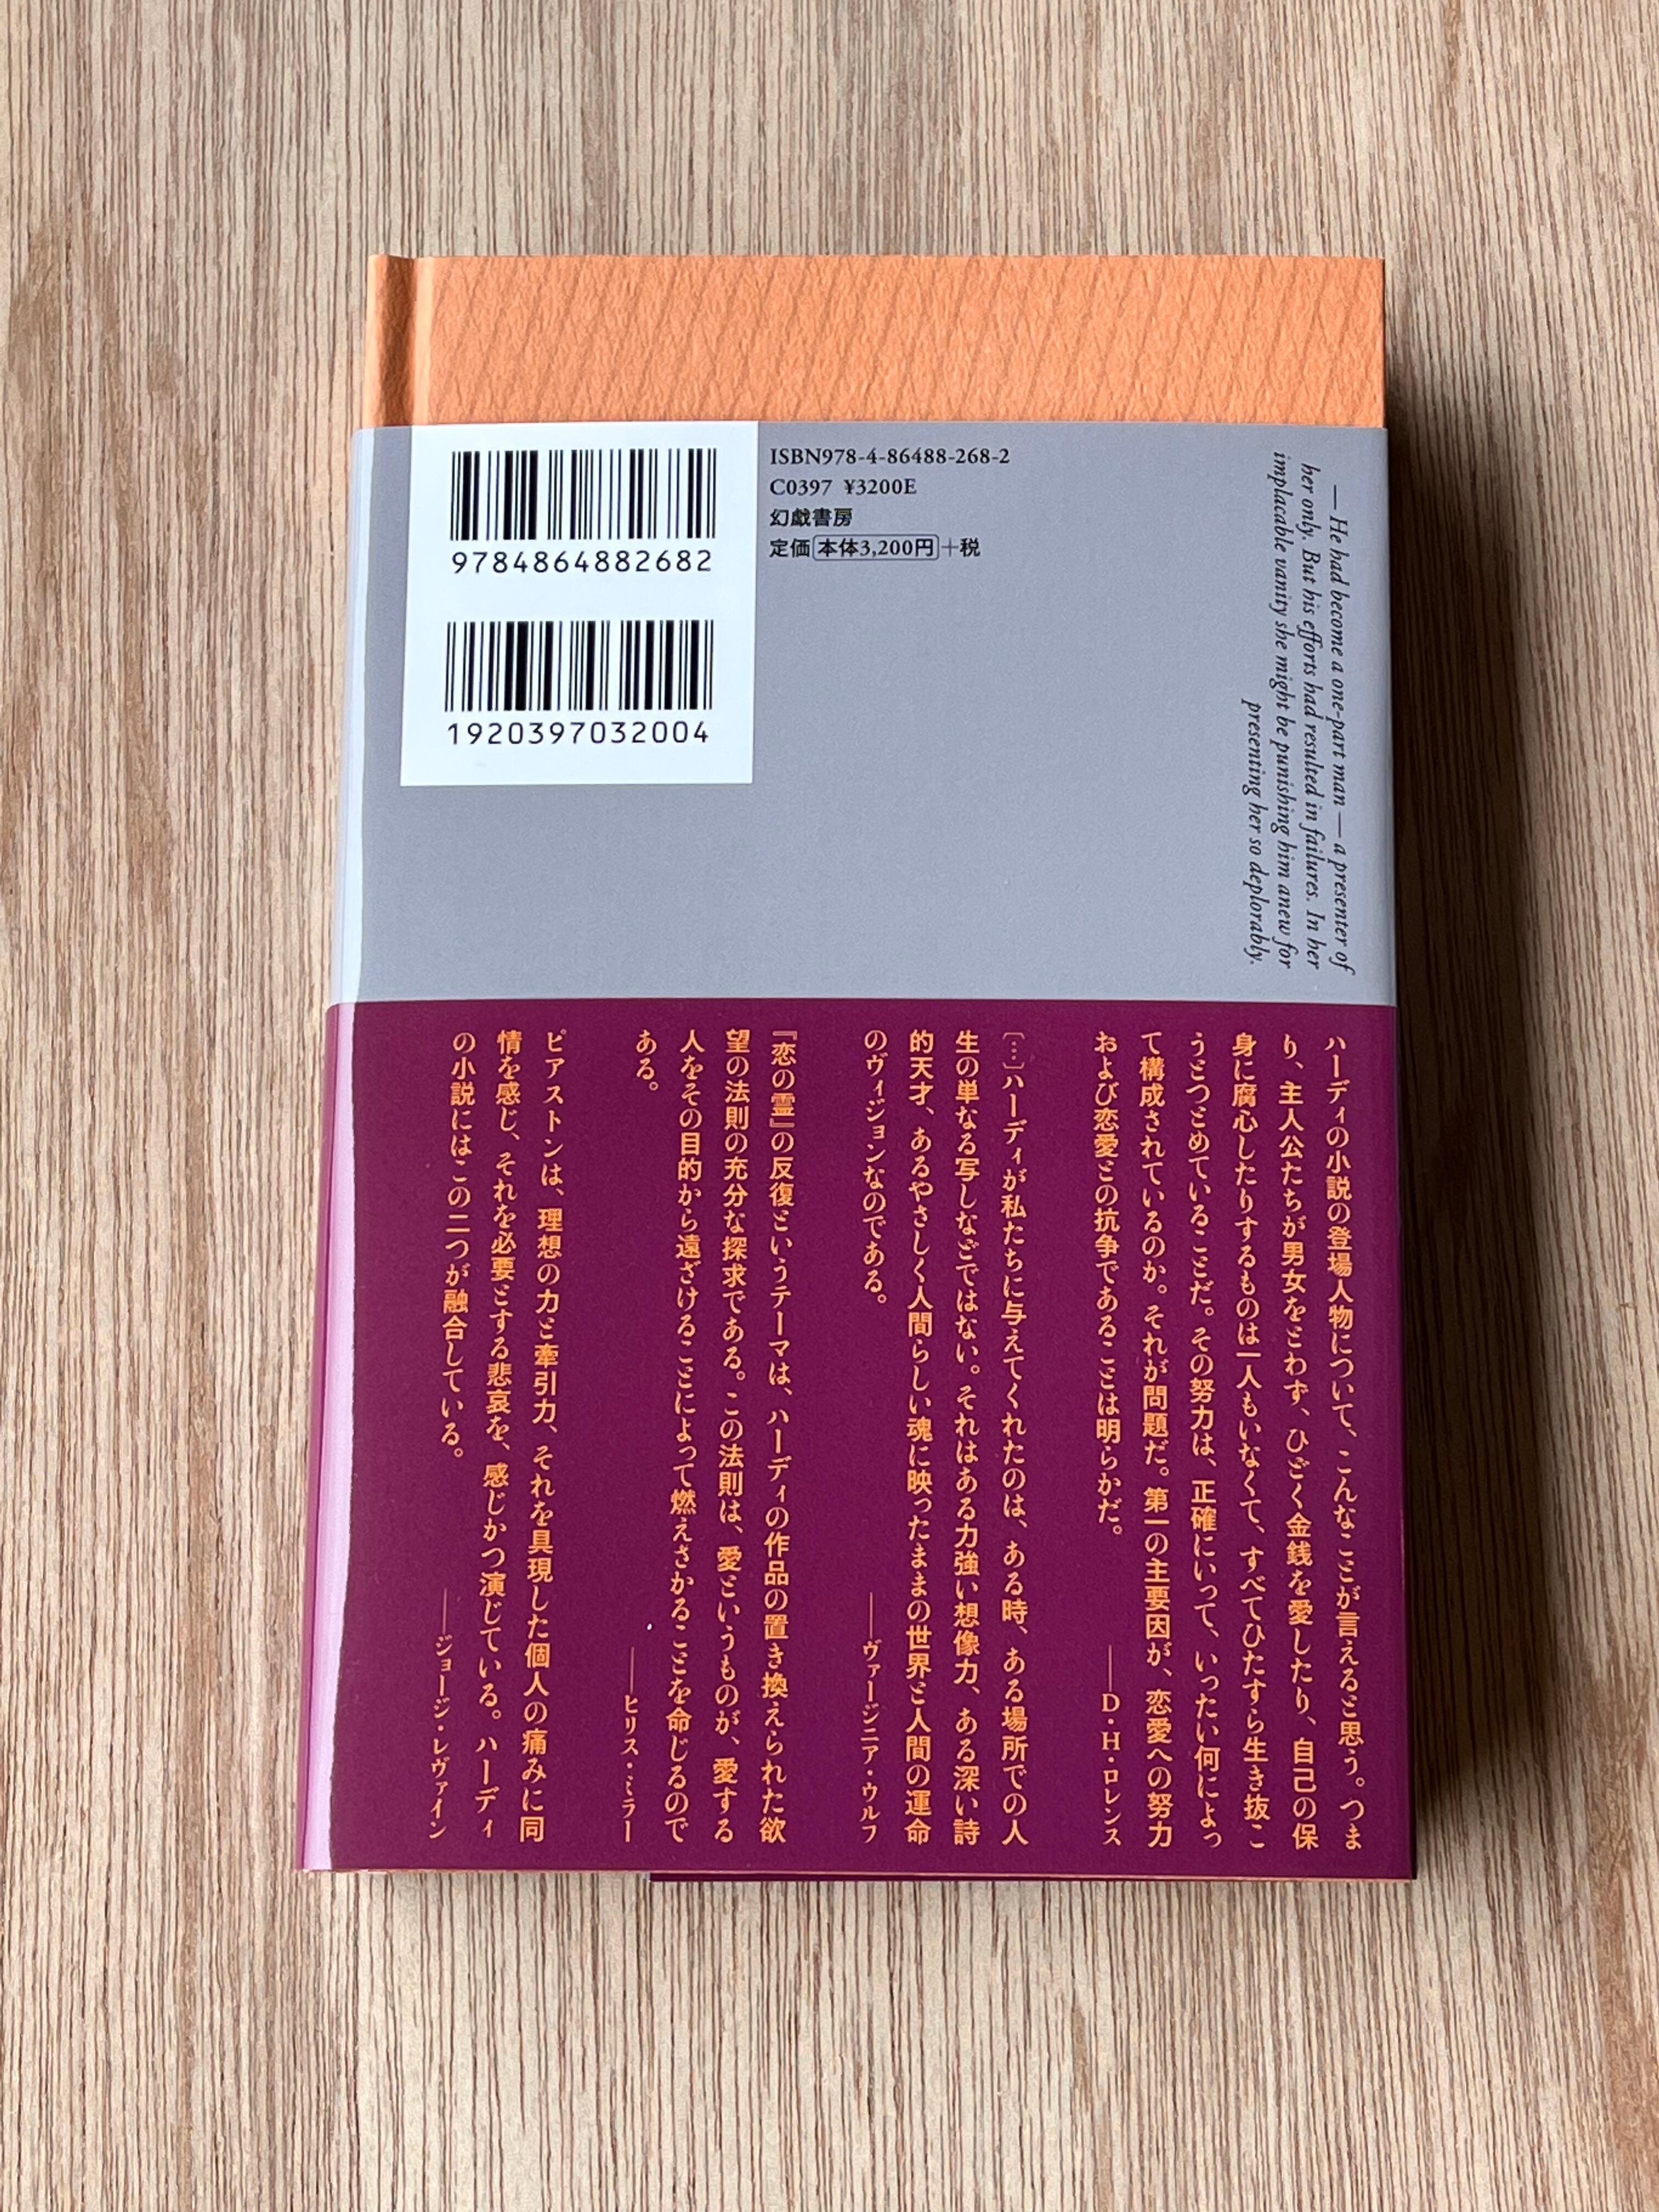 9784864882682
1920397032004
ISBN978-4-86488-268-2
C0397 ¥3200E
幻戯書房
定価 本体3,200円+税
— He had become a one-part man — a presenter of
her only. But his efforts had resulted in failures. In her
implacable vanity she might be punishing him anew for
presenting her so deplorably.
ハーディの小説の登場人物について、こんなことが言えると思う。つま
り、主人公たちが男女をとわず、ひどく金銭を愛したり、自己の保
身に腐心したりするものは一人もいなくて、すべてひたすら生き抜こ
うとつとめていることだ。その努力は、正確にいって、いったい何によっ
て構成されているのか。それが問題だ。第一の主要因が、恋愛への努力
および恋愛との抗争であることは明らかだ。
――D・H・ロレンス
[…]ハーディが私たちに与えてくれたのは、ある時、ある場所での人
生の単なる写しなどではない。それはある力強い想像力、ある深い詩
的天才、あるやさしく人間らしい魂に映ったままの世界と人間の運命
のヴィジョンなのである。
――ヴァージニア・ウルフ
『恋の霊』の反復というテーマは、ハーディの作品の置き換えられた欲
望の法則の充分な探求である。この法則は、愛というものが、愛する
人をその目的から遠ざけることによって燃えさかることを命じるので
ある。
――ヒリス・ミラー
ピアストンは、理想の力と牽引力、それを具現した個人の痛みに同
情を感じ、それを必要とする悲哀を、感じかつ演じている。ハーディ
の小説にはこの二つが融合している。
――ジョージ・レヴァイン